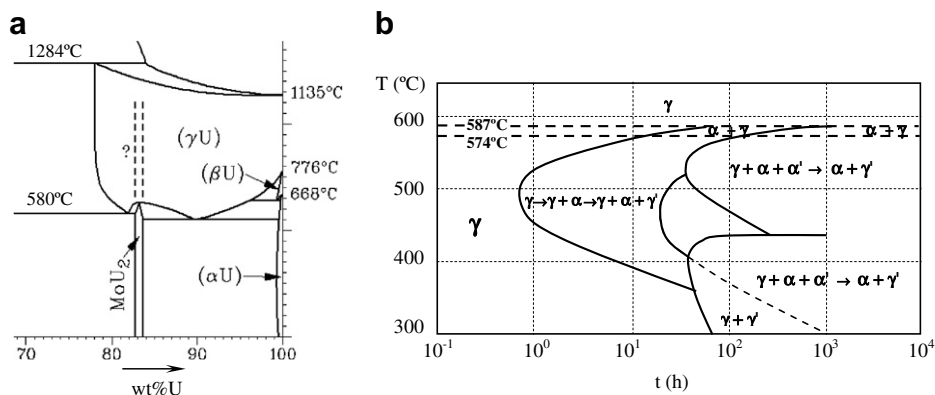 a
1284ºC
1135°C
(γU)
?
776°C
(βU)
668°C
580ºC
MoU₂
(αU)
70 80 90 100
wt%U
b
T (ºC)
γ
600
587ºC
α + γ
α + γ
574ºC
γ + α + α' → α + γ'
500
γ→γ + α→γ + α + γ'
γ
400
γ + α + α' → α + γ'
γ + γ'
300
10⁻¹ 10⁰ 10¹ 10² 10³ 10⁴
t (h)